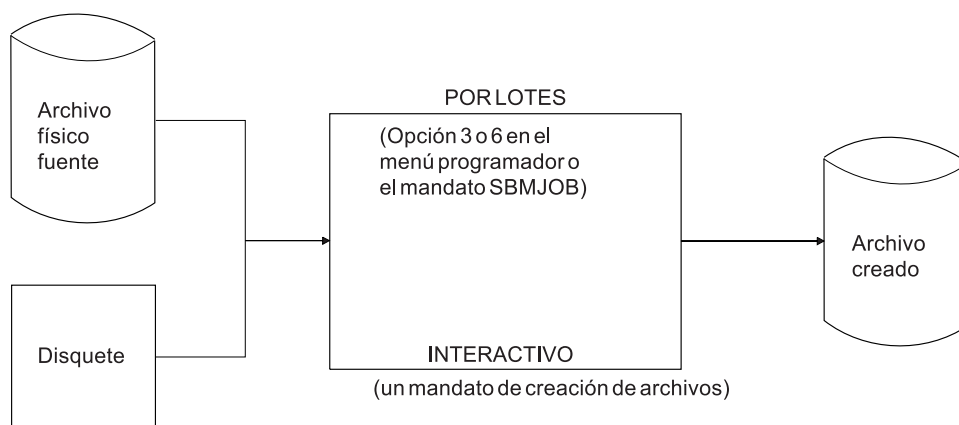 Archivo
físico
fuente
Disquete
POR LOTES
(Opción 3 o 6 en el
menú programador o
el mandato SBMJOB)
INTERACTIVO
(un mandato de creación de archivos)
Archivo
creado